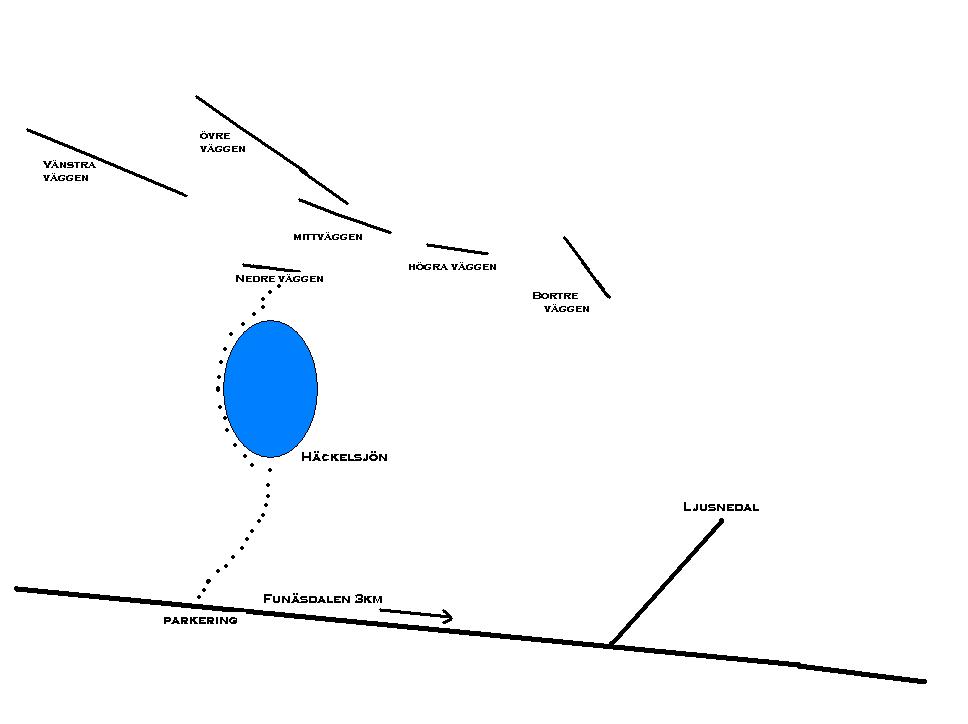 ÖVRE
VÄGGEN
VÄNSTRA
VÄGGEN
MITTVÄGGEN
HÖGRA VÄGGEN
NEDRE VÄGGEN
BORTRE
VÄGGEN
HÄCKELSJÖN
LJUSNEDAL
FUNÄSDALEN 3KM
PARKERING